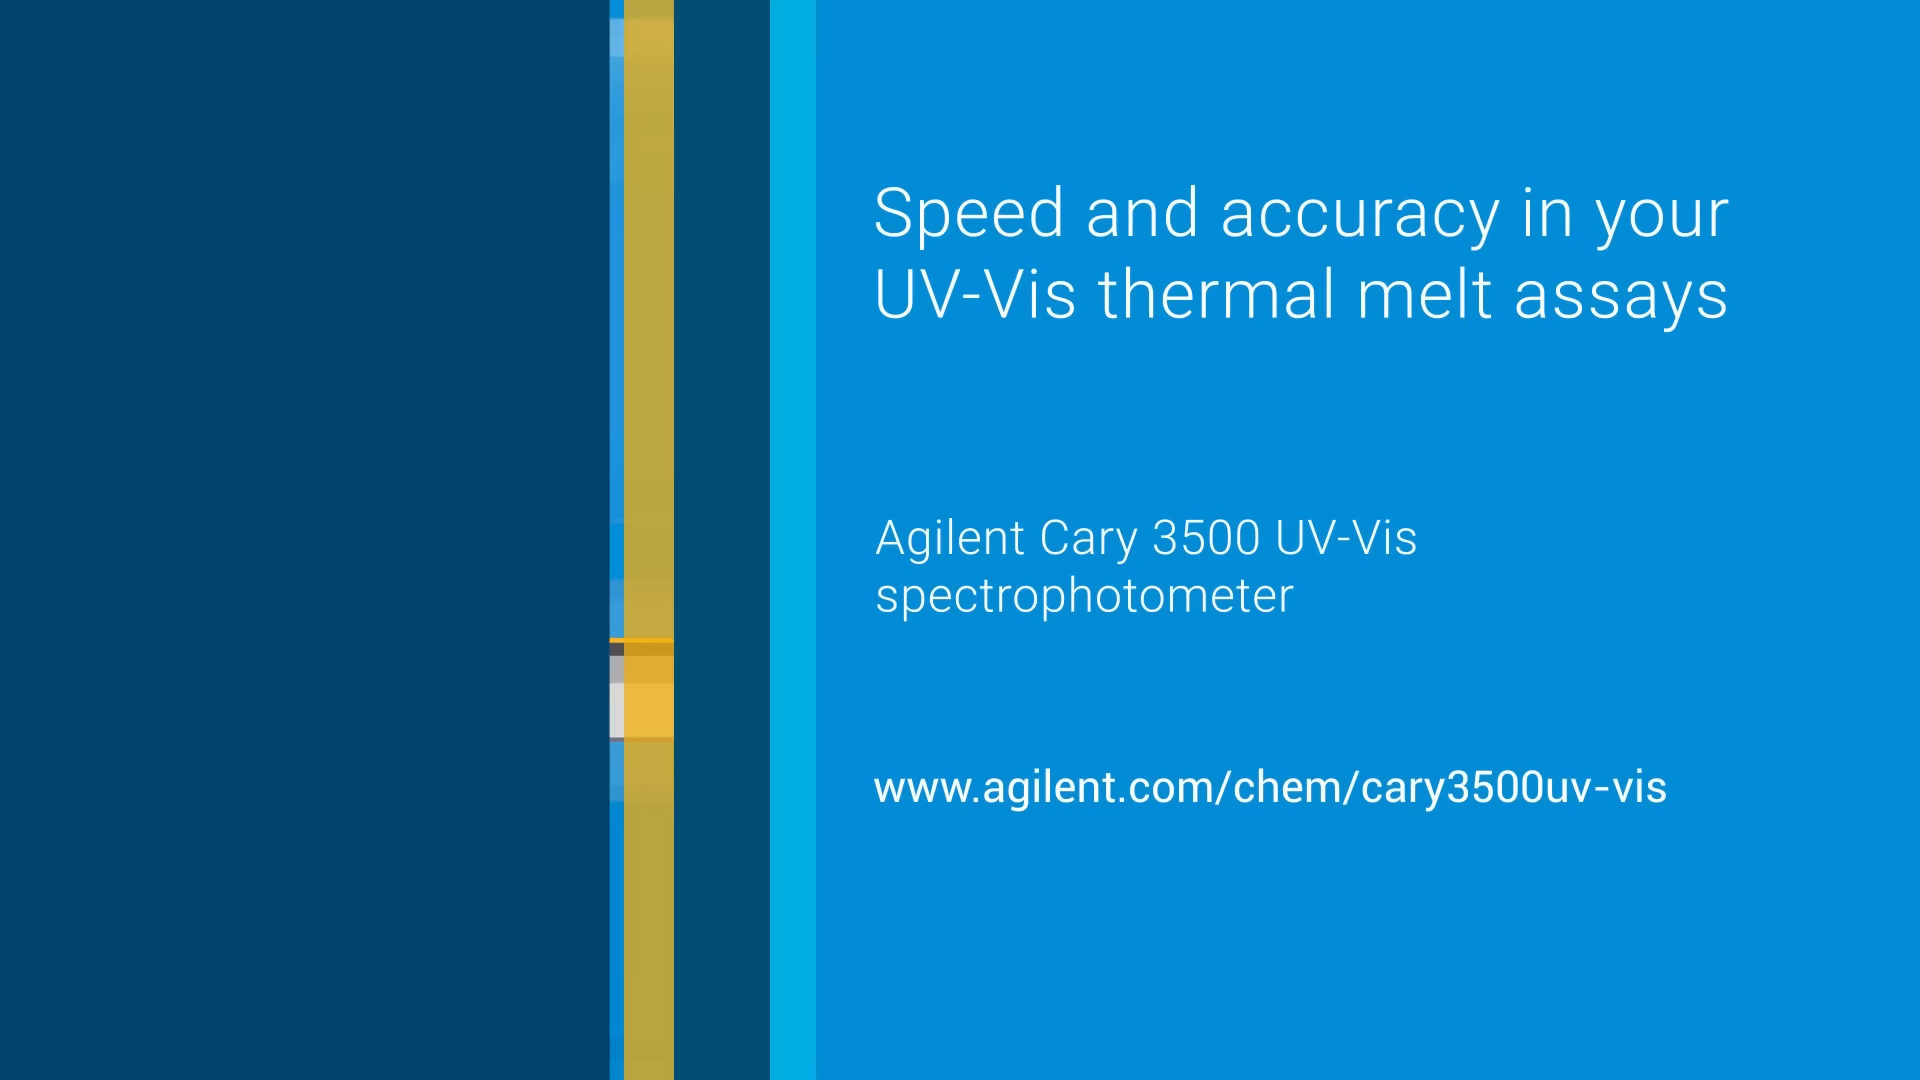 Speed and accuracy in your
UV-Vis thermal melt assays
Agilent Cary 3500 UV-Vis
spectrophotometer
www.agilent.com/chem/cary3500uv-vis